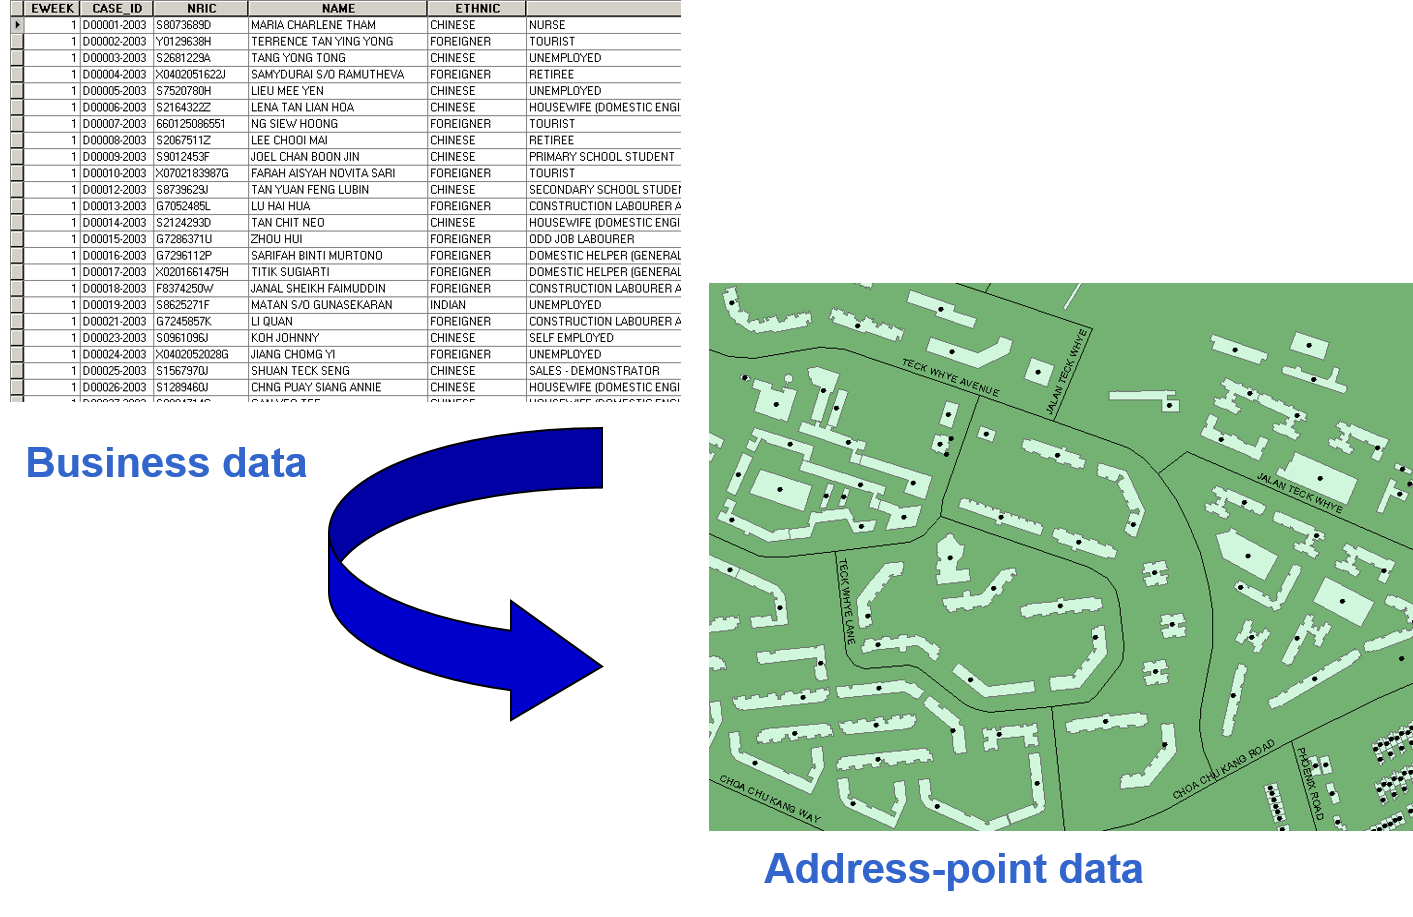 EWEEK CASE_ID NRIC NAME ETHNIC
1 D00001-2003 S8073689D MARIA CHARLENE THAM CHINESE NURSE
1 D00002-2003 Y0129638H TERRENCE TAN YING YONG FOREIGNER TOURIST
1 D00003-2003 S2681229A TANG YONG TONG CHINESE UNEMPLOYED
1 D00004-2003 X0402051622J SAMYDURAI S/O RAMUTHEVA FOREIGNER RETIREE
1 D00005-2003 S7520780H LIEU MEE YEN CHINESE UNEMPLOYED
1 D00006-2003 S2164322Z LENA TAN LIAN HOA CHINESE HOUSEWIFE (DOMESTIC ENGI
1 D00007-2003 660125086551 NG SIEW HOONG FOREIGNER TOURIST
1 D00008-2003 S2067511Z LEE CHOOI MAI CHINESE RETIREE
1 D00009-2003 S9012453F JOEL CHAN BOON JIN CHINESE PRIMARY SCHOOL STUDENT
1 D00010-2003 X0702183987G FARAH AISYAH NOVITA SARI FOREIGNER TOURIST
1 D00012-2003 S8739629J TAN YUAN FENG LUBIN CHINESE SECONDARY SCHOOL STUDEN
1 D00013-2003 G7052485L LU HAI HUA FOREIGNER CONSTRUCTION LABOURER A
1 D00014-2003 S2124293D TAN CHIT NEO CHINESE HOUSEWIFE (DOMESTIC ENGI
1 D00015-2003 G7286371U ZHOU HUI FOREIGNER ODD JOB LABOURER
1 D00016-2003 G7296112P SARIFAH BINTI MURTONO FOREIGNER DOMESTIC HELPER (GENERAL
1 D00017-2003 X0201661475H TITIK SUGIARTI FOREIGNER DOMESTIC HELPER (GENERAL
1 D00018-2003 F8374250W JANAL SHEIKH FAIMUDDIN FOREIGNER CONSTRUCTION LABOURER A
1 D00019-2003 S8625271F MATAN S/O GUNASEKARAN INDIAN UNEMPLOYED
1 D00021-2003 G7245857K LI QUAN FOREIGNER CONSTRUCTION LABOURER A
1 D00023-2003 S0961096J KOH JOHNNY CHINESE SELF EMPLOYED
1 D00024-2003 X0402052028G JIANG CHOMG YI FOREIGNER UNEMPLOYED
1 D00025-2003 S1567970J SHUAN TECK SENG CHINESE SALES - DEMONSTRATOR
1 D00026-2003 S1289460J CHNG PUAY SIANG ANNIE CHINESE HOUSEWIFE (DOMESTIC ENGI
Business data
TECK WHYE AVENUE
JALAN TECK WHYE
JALAN TECK WHYE
TECK WHYE LANE
CHOA CHU KANG ROAD
PHOENIX ROAD
CHOA CHU KANG WAY
Address-point data